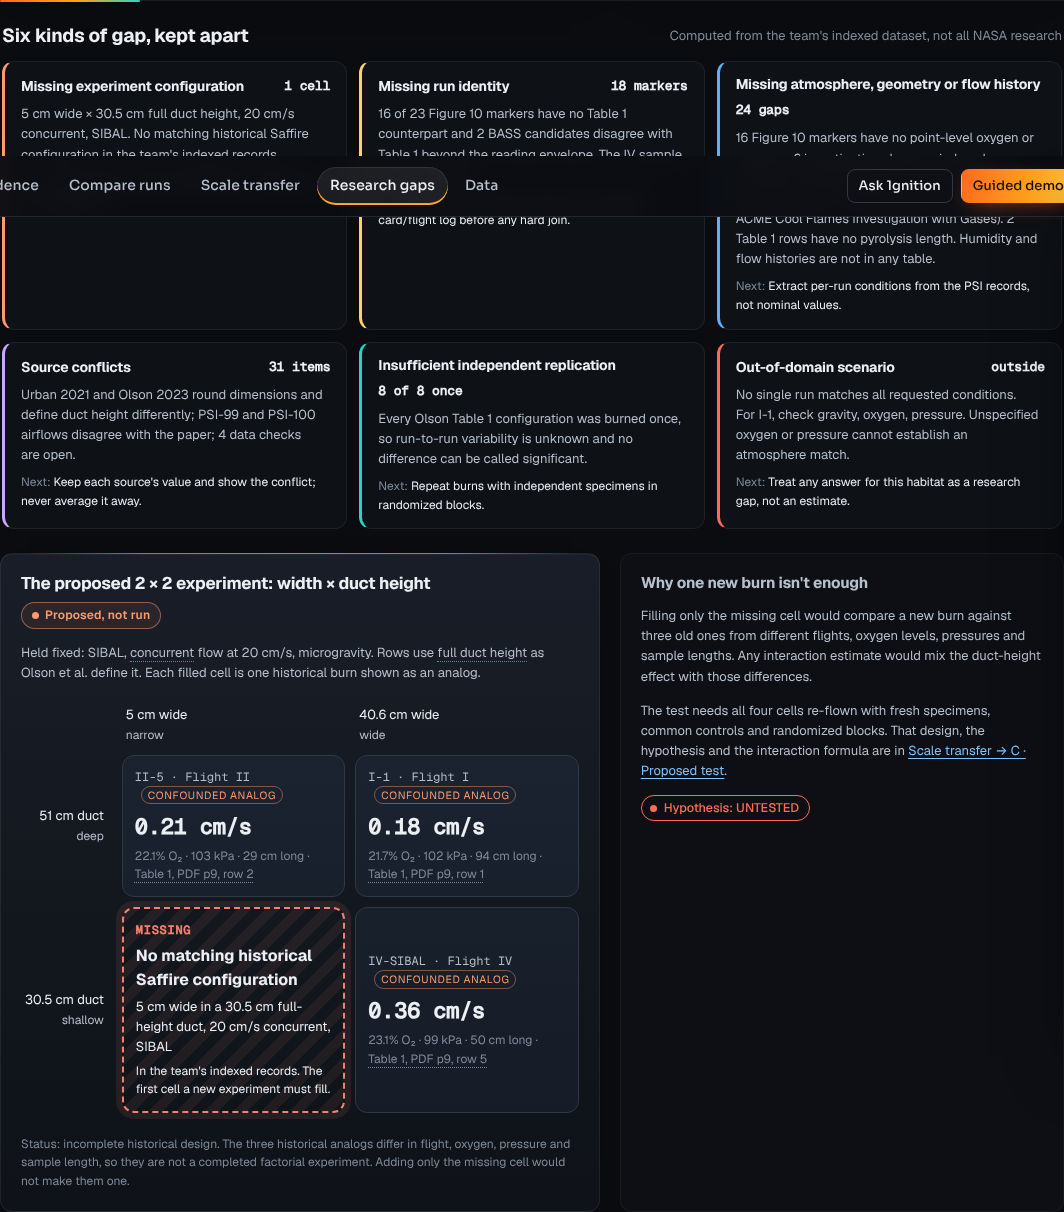 Six kinds of gap, kept apart
Computed from the team's indexed dataset, not all NASA research
Missing experiment configuration 1 cell
5 cm wide × 30.5 cm full duct height, 20 cm/s
concurrent, SIBAL. No matching historical Saffire
configuration in the team's indexed records.
Missing run identity 18 markers
16 of 23 Figure 10 markers have no Table 1
counterpart and 2 BASS candidates disagree with
Table 1 beyond the reading envelope. The IV sample
card/flight log before any hard join.
Missing atmosphere, geometry or flow history
24 gaps
16 Figure 10 markers have no point-level oxygen or
dence Compare runs Scale transfer Research gaps Data Ask Ignition Guided demo
ACME Cool Flames Investigation with Gases). 2
Table 1 rows have no pyrolysis length. Humidity and
flow histories are not in any table.
Next: Extract per-run conditions from the PSI records,
not nominal values.
Source conflicts 31 items
Urban 2021 and Olson 2023 round dimensions and
define duct height differently; PSI-99 and PSI-100
airflows disagree with the paper; 4 data checks
are open.
Next: Keep each source's value and show the conflict;
never average it away.
Insufficient independent replication
8 of 8 once
Every Olson Table 1 configuration was burned once,
so run-to-run variability is unknown and no
difference can be called significant.
Next: Repeat burns with independent specimens in
randomized blocks.
Out-of-domain scenario outside
No single run matches all requested conditions.
For I-1, check gravity, oxygen, pressure. Unspecified
oxygen or pressure cannot establish an
atmosphere match.
Next: Treat any answer for this habitat as a research
gap, not an estimate.
The proposed 2 × 2 experiment: width × duct height
Proposed, not run
Held fixed: SIBAL, concurrent flow at 20 cm/s, microgravity. Rows use full duct height as
Olson et al. define it. Each filled cell is one historical burn shown as an analog.
5 cm wide
narrow
40.6 cm wide
wide
51 cm duct
deep
II-5 · Flight II
CONFOUNDED ANALOG
0.21 cm/s
22.1% O₂ · 103 kPa · 29 cm long ·
Table 1, PDF p9, row 2
I-1 · Flight I
CONFOUNDED ANALOG
0.18 cm/s
21.7% O₂ · 102 kPa · 94 cm long ·
Table 1, PDF p9, row 1
30.5 cm duct
shallow
MISSING
No matching historical
Saffire configuration
5 cm wide in a 30.5 cm full-
height duct, 20 cm/s concurrent,
SIBAL
In the team's indexed records. The
first cell a new experiment must fill.
IV-SIBAL · Flight IV
CONFOUNDED ANALOG
0.36 cm/s
23.1% O₂ · 99 kPa · 50 cm long ·
Table 1, PDF p9, row 5
Status: incomplete historical design. The three historical analogs differ in flight, oxygen, pressure and
sample length, so they are not a completed factorial experiment. Adding only the missing cell would
not make them one.
Why one new burn isn't enough
Filling only the missing cell would compare a new burn against
three old ones from different flights, oxygen levels, pressures and
sample lengths. Any interaction estimate would mix the duct-height
effect with those differences.
The test needs all four cells re-flown with fresh specimens,
common controls and randomized blocks. That design, the
hypothesis and the interaction formula are in Scale transfer → C ·
Proposed test.
Hypothesis: UNTESTED